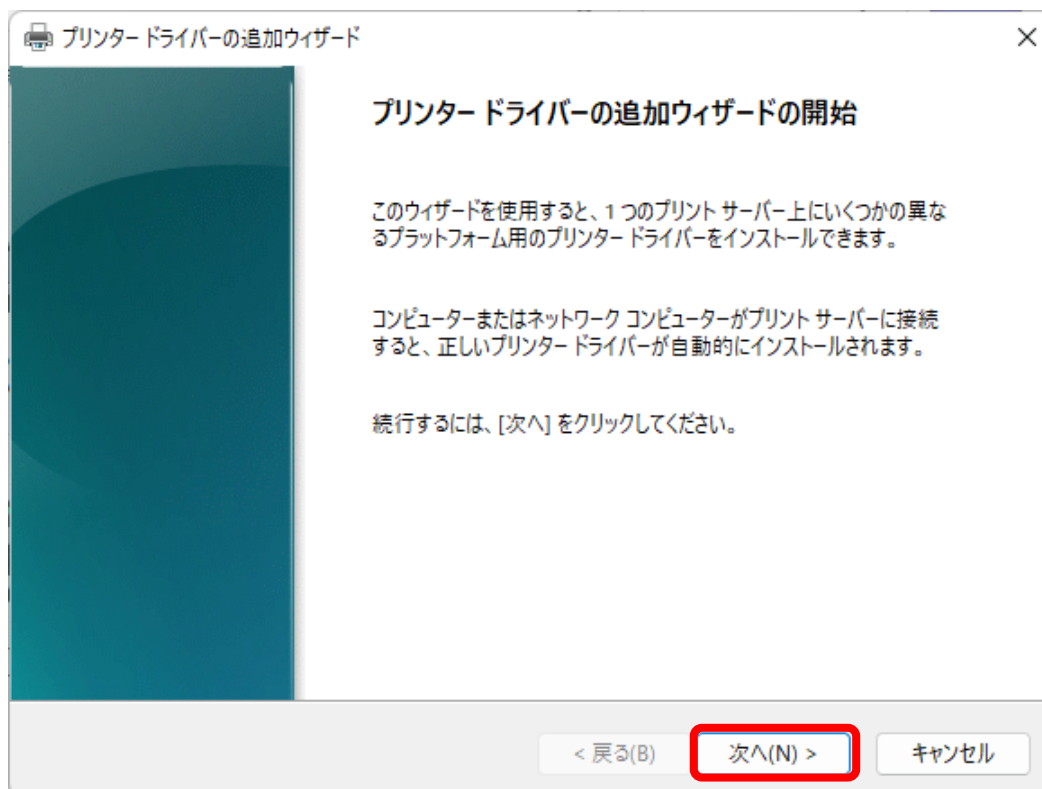 プリンター ドライバーの追加ウィザード
プリンター ドライバーの追加ウィザードの開始
このウィザードを使用すると、1 つのプリント サーバー上にいくつかの異な
るプラットフォーム用のプリンター ドライバーをインストールできます。
コンピューターまたはネットワーク コンピューターがプリント サーバーに接続
すると、正しいプリンター ドライバーが自動的にインストールされます。
続行するには、[次へ] をクリックしてください。
< 戻る(B)
次へ(N) >
キャンセル